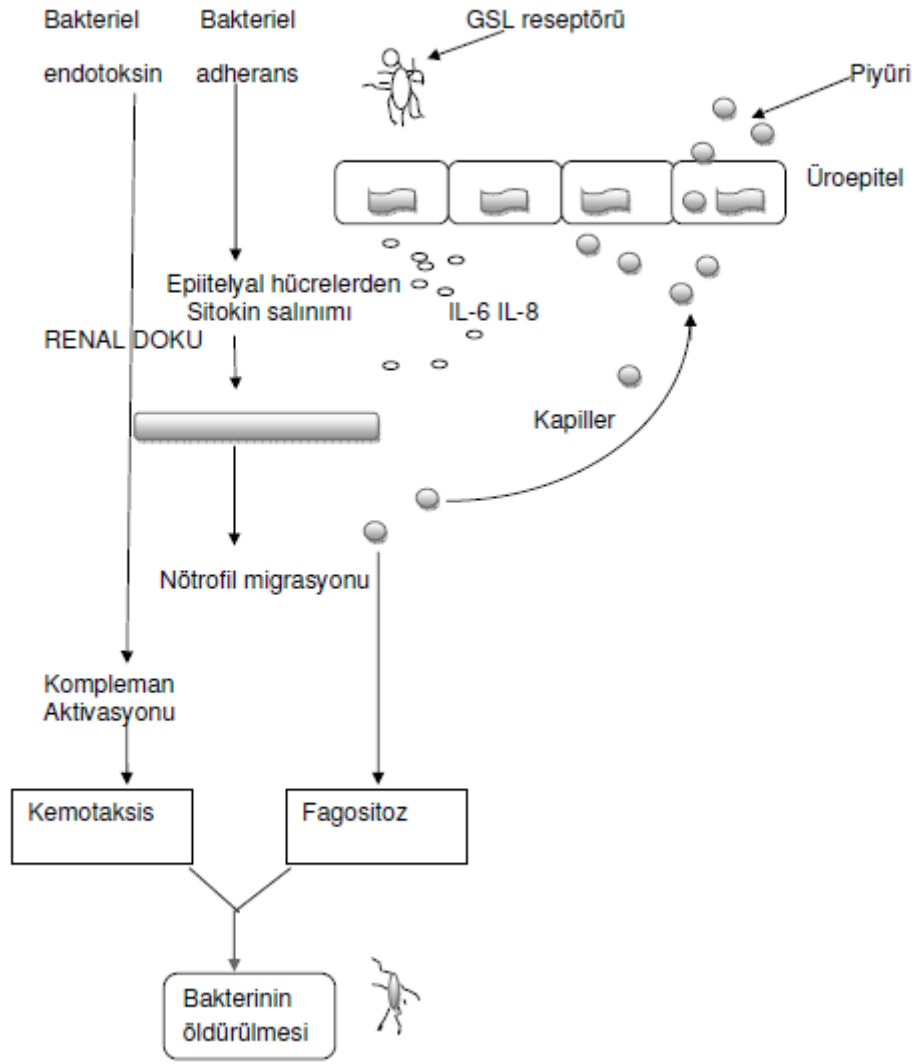 Bakteriel
endotoksin
Bakteriel
adherans
GSL reseptörü
Piyüri
Üroepitel
Epiitelyal hücrelerden
Sitokin salınımı
IL-6 IL-8
RENAL DOKU
Kapiller
Nötrofil migrasyonu
Kompleman
Aktivasyonu
Kemotaksis
Fagositoz
Bakterinin
öldürülmesi